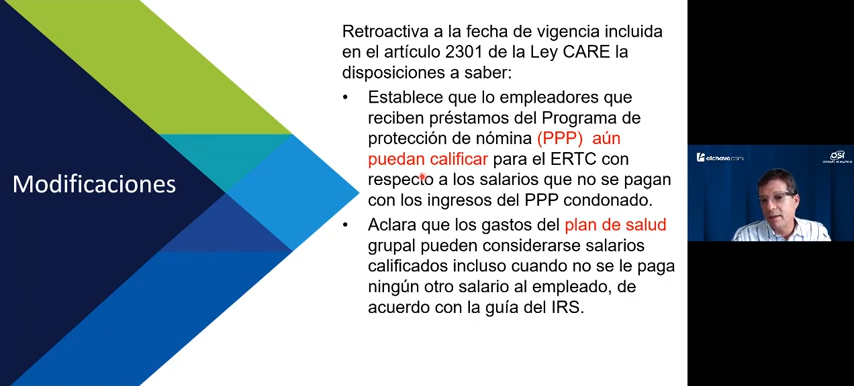 Modificaciones
Retroactiva a la fecha de vigencia incluida
en el artículo 2301 de la Ley CARE la
disposiciones a saber:
• Establece que lo empleadores que
reciben préstamos del Programa de
protección de nómina (PPP) aún
puedan calificar para el ERTC con
respecto a los salarios que no se pagan
con los ingresos del PPP condonado.
• Aclara que los gastos del plan de salud
grupal pueden considerarse salarios
calificados incluso cuando no se le paga
ningún otro salario al empleado, de
acuerdo con la guía del IRS.
elchavo.com